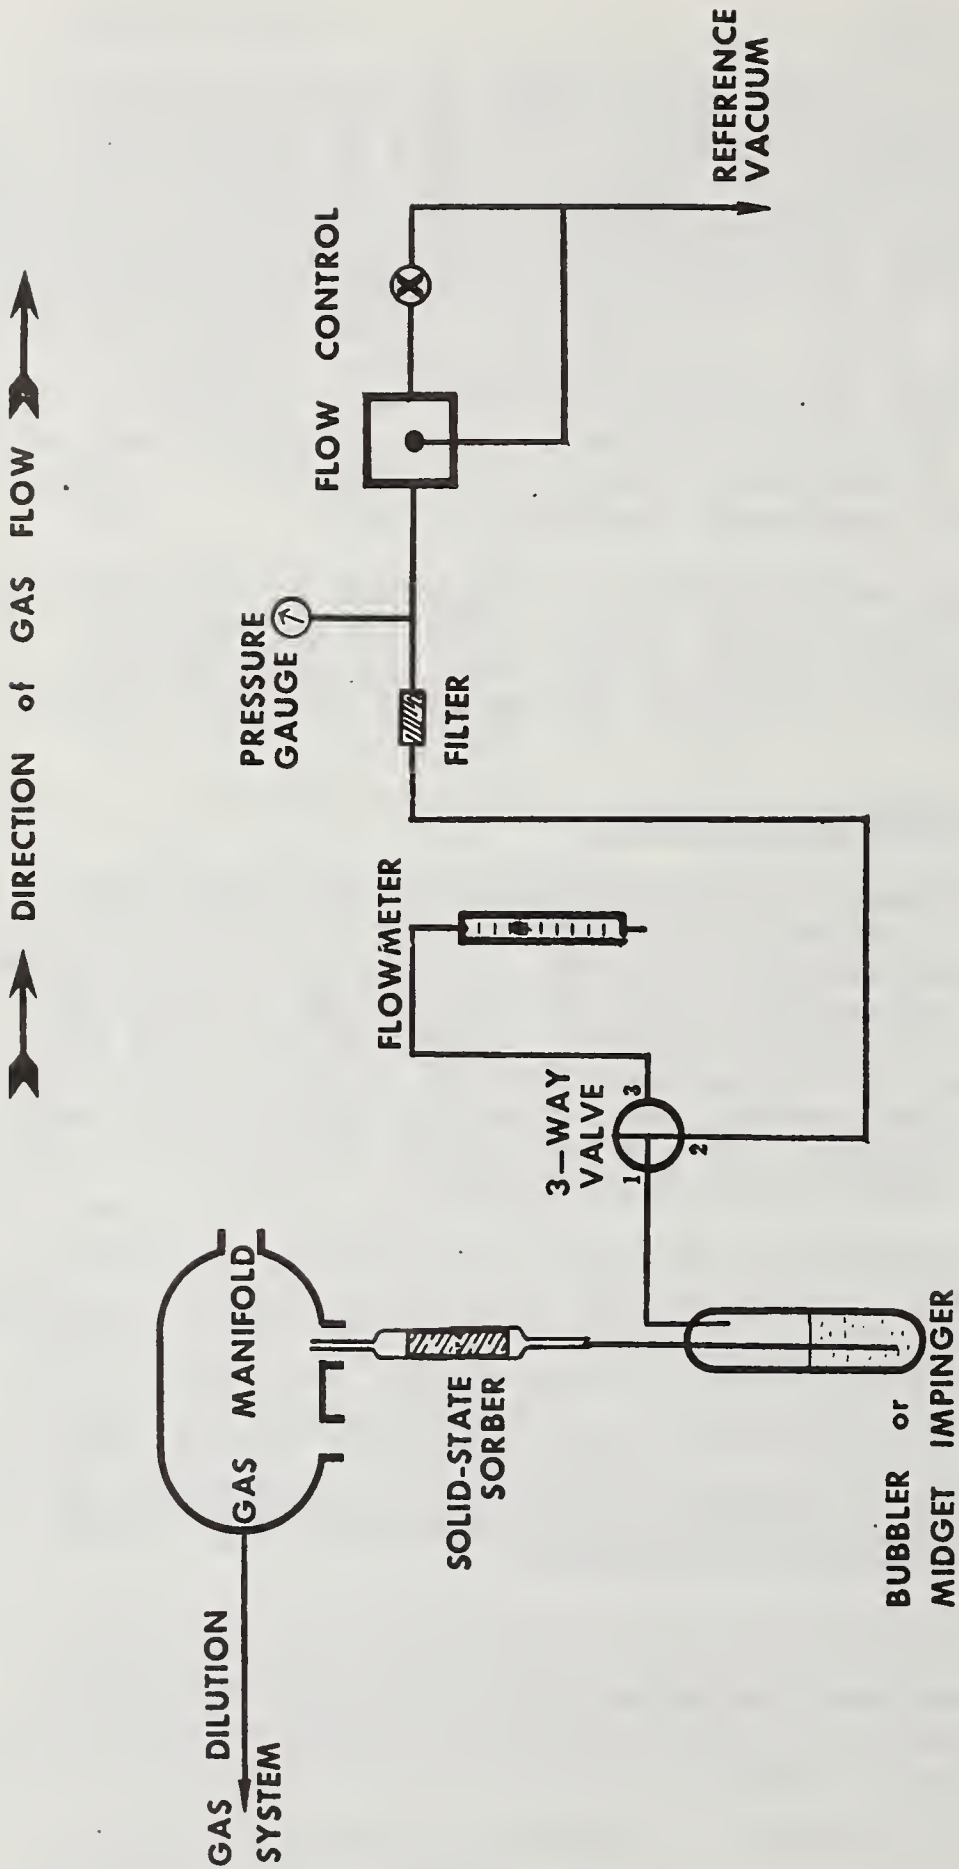 DIRECTION of GAS FLOW
GAS DILUTION
SYSTEM
GAS MANIFOLD
SOLID-STATE
SORBER
BUBBLER or
MIDGET IMPINGER
3-WAY
VALVE
1
2
3
FLOWMETER
FILTER
PRESSURE
GAUGE
FLOW CONTROL
REFERENCE
VACUUM